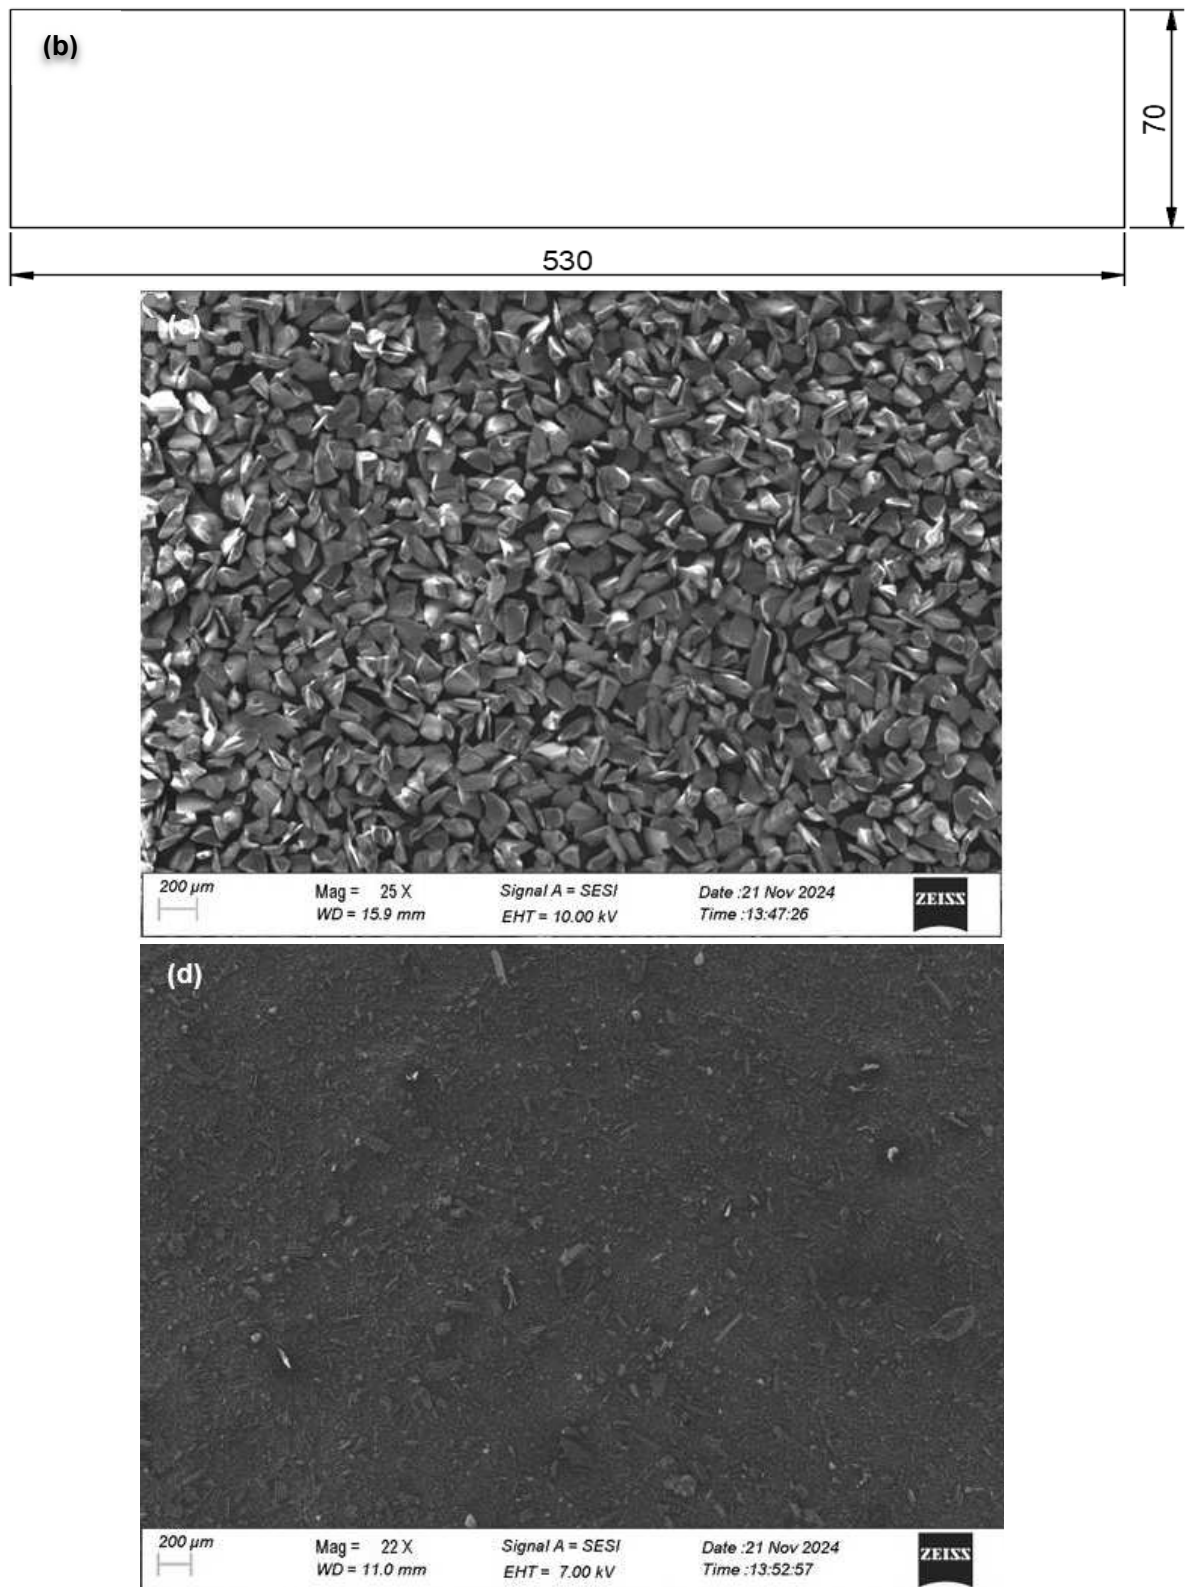 (b)
70
530
(c)
200 µm
Mag = 25 X
Signal A = SESI
Date :21 Nov 2024
ZEISS
WD = 15.9 mm
EHT = 10.00 kV
Time :13:47:26
(d)
200 µm
Mag = 22 X
Signal A = SESI
Date :21 Nov 2024
ZEISS
WD = 11.0 mm
EHT = 7.00 kV
Time :13:52:57